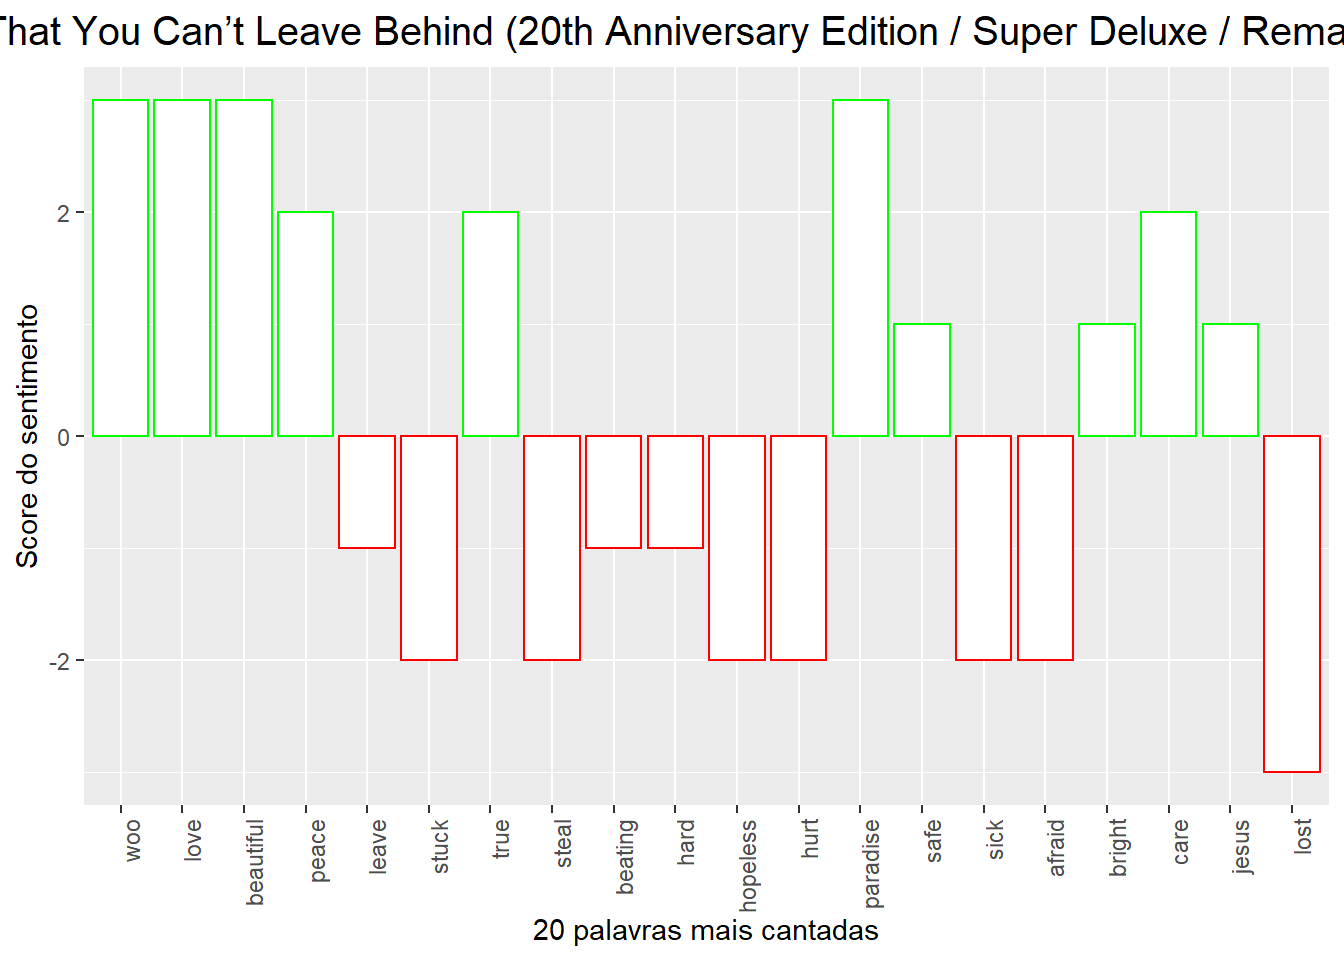 That You Can’t Leave Behind (20th Anniversary Edition / Super Deluxe / Rema
Score do sentimento
2
0
-2
woo
love
beautiful
peace
leave
stuck
true
steal
beating
hard
hopeless
hurt
paradise
safe
sick
afraid
bright
care
jesus
lost
20 palavras mais cantadas